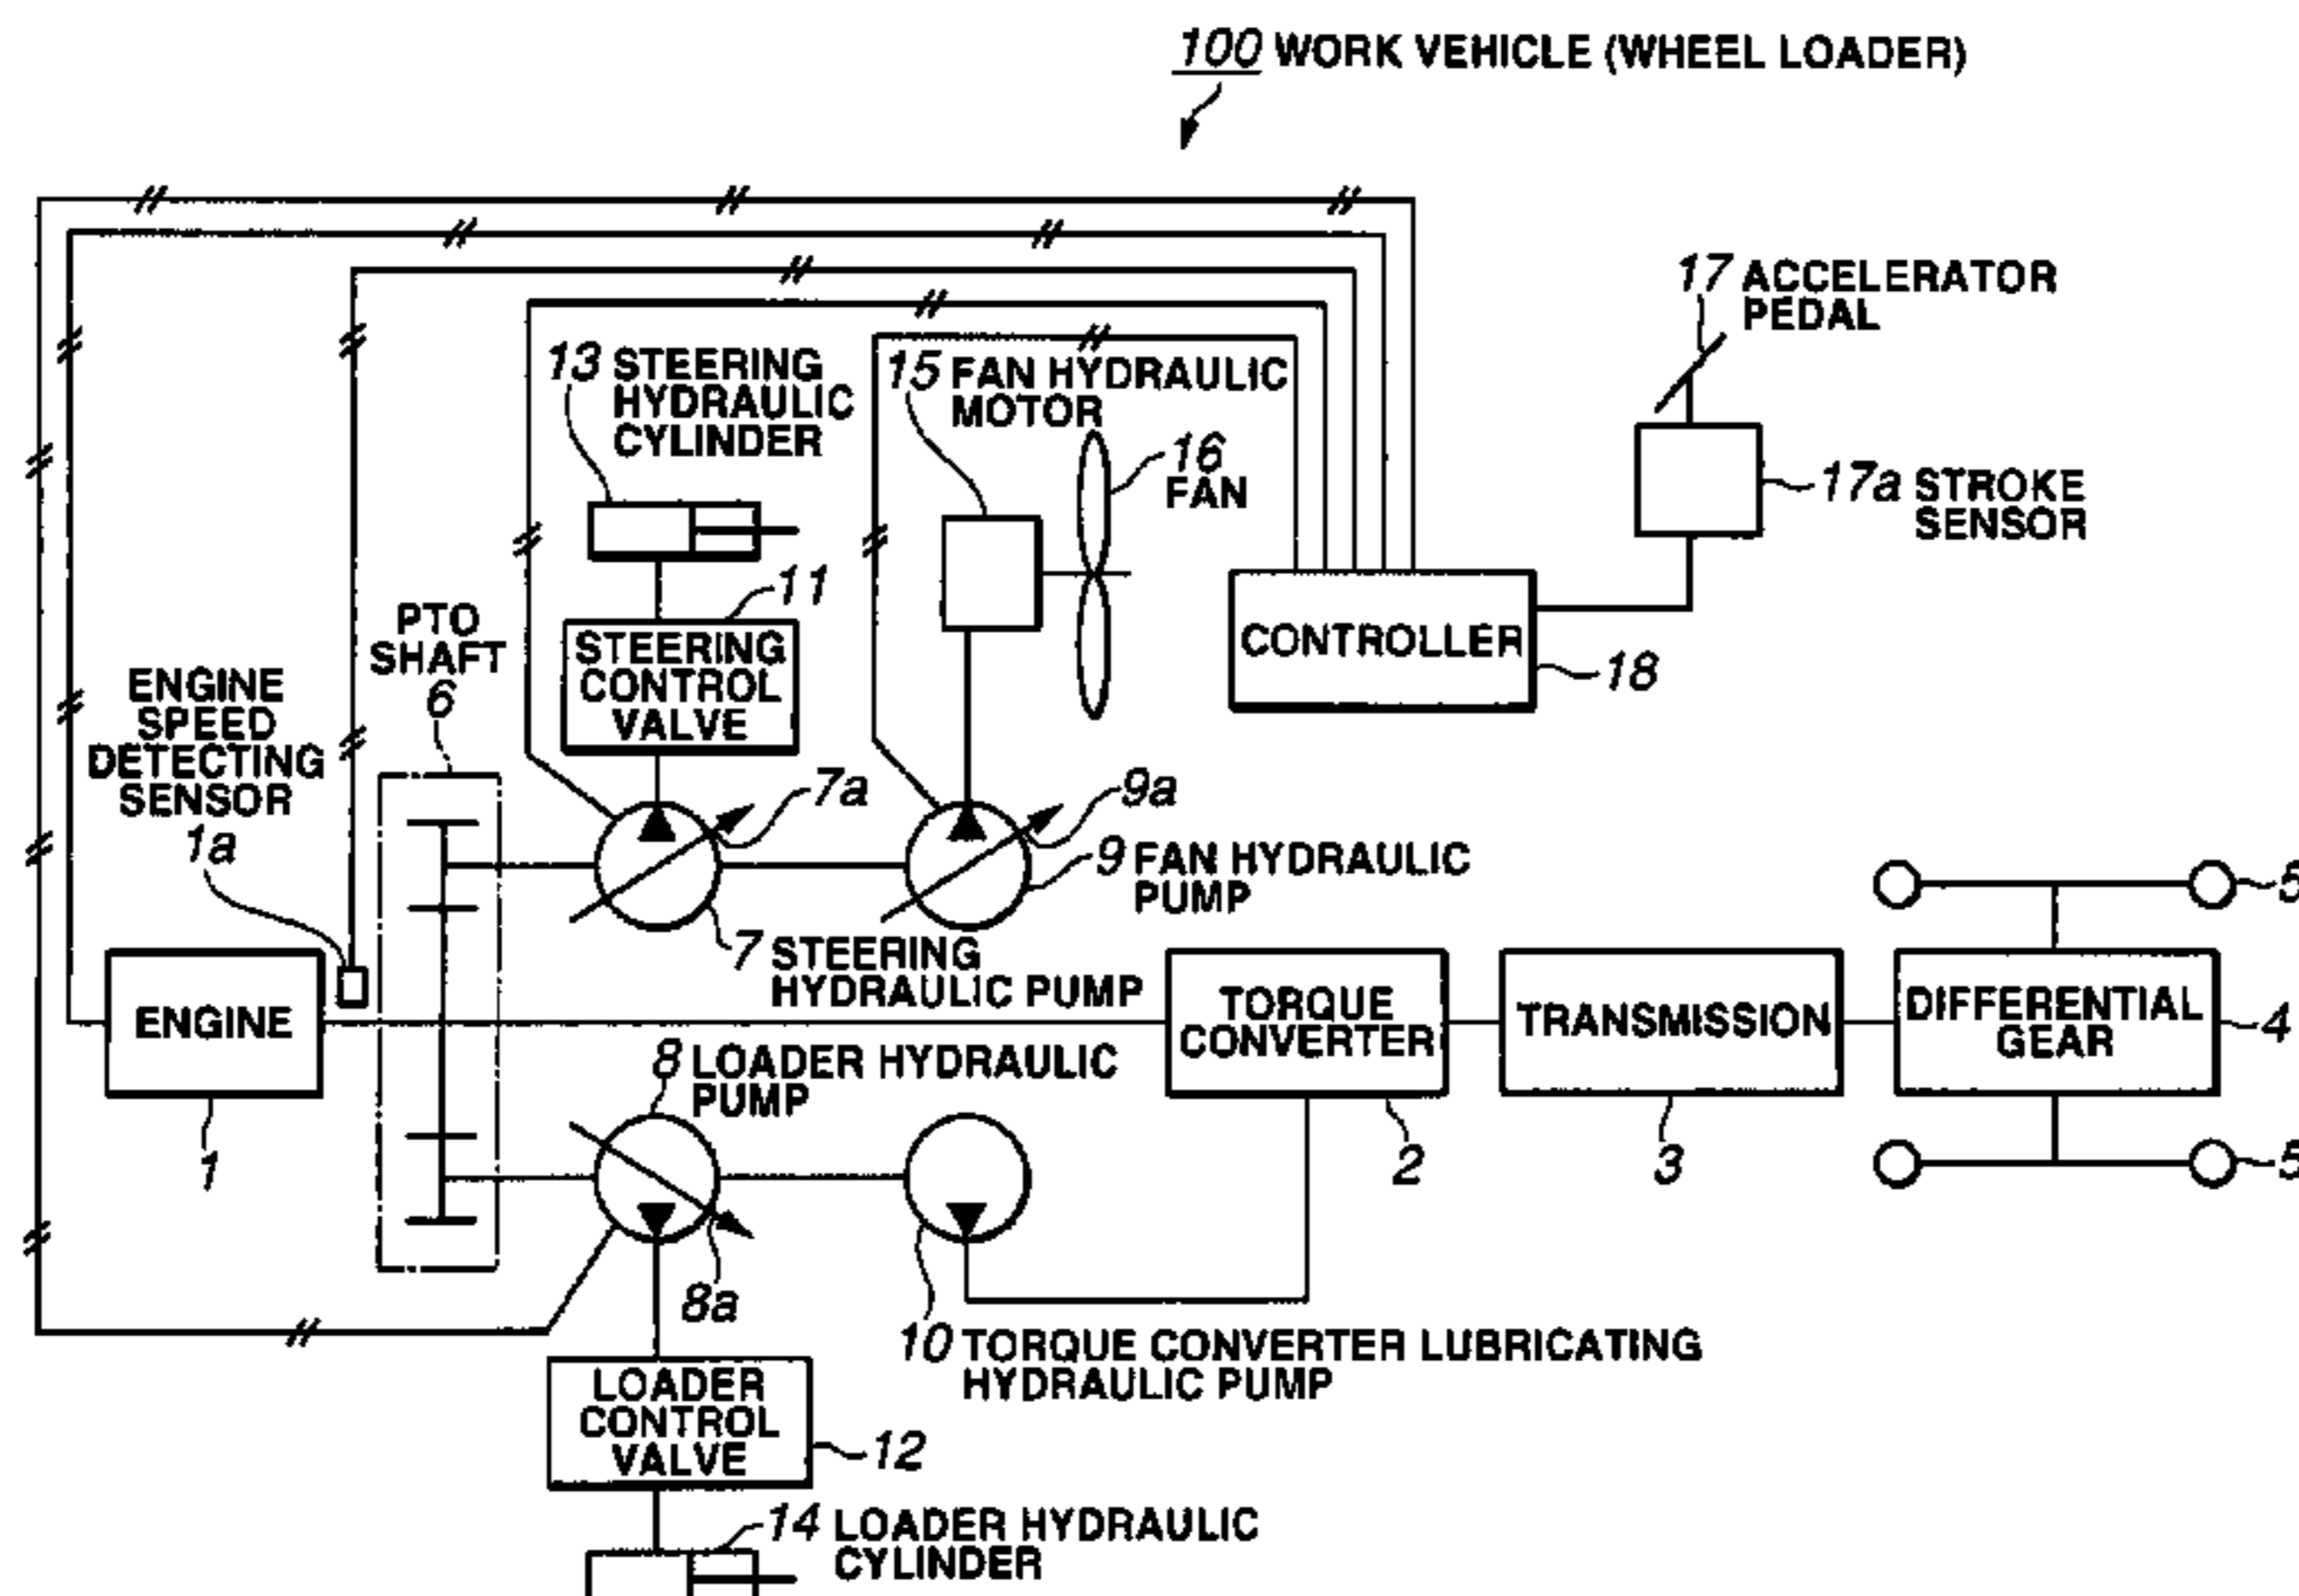 100 WORK VEHICLE (WHEEL LOADER)
17 ACCELERATOR
PEDAL
13 STEERING
HYDRAULIC
CYLINDER
15 FAN HYDRAULIC
MOTOR
16
FAN
17a STROKE
SENSOR
11
STEERING
CONTROL
VALVE
CONTROLLER
18
PTO
SHAFT
6
ENGINE
SPEED
DETECTING
SENSOR
1a
7a
9a
9 FAN HYDRAULIC
PUMP
7 STEERING
HYDRAULIC PUMP
5
ENGINE
1
TORQUE
CONVERTER
2
TRANSMISSION
3
DIFFERENTIAL
GEAR
4
5
8 LOADER HYDRAULIC
PUMP
8a
10 TORQUE CONVERTER LUBRICATING
HYDRAULIC PUMP
LOADER
CONTROL
VALVE
12
14 LOADER HYDRAULIC
CYLINDER